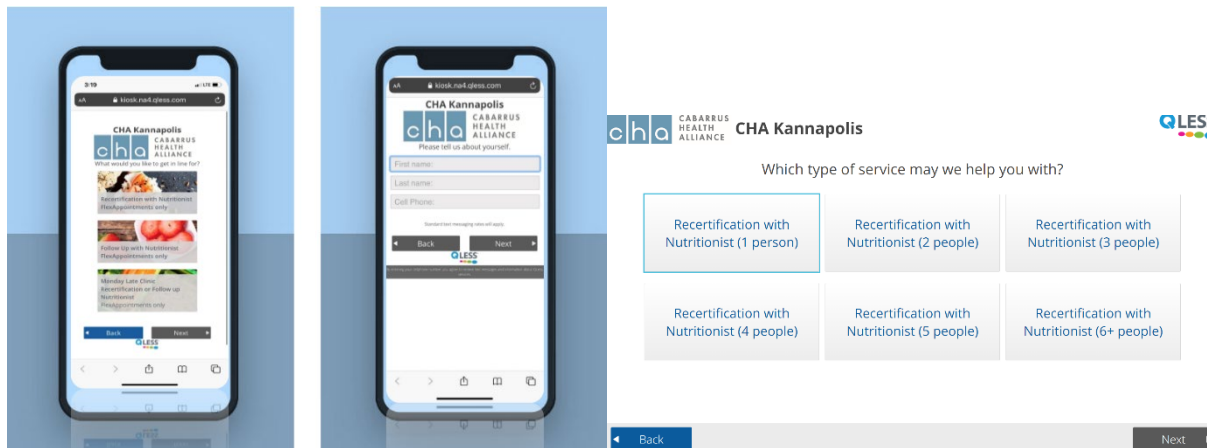 3:19
LTE
AA
kiosk.na4.qless.com
CHA Kannapolis
cha
CABARRUS
HEALTH
ALLIANCE
What would you like to get in line for?
Recertification with Nutritionist
FlexAppointments only
Follow Up with Nutritionist
FlexAppointments only
Monday Late Clinic
Recertification or Follow up
Nutritionist
FlexAppointments only
Back
Next
QLESS
AA
kiosk.na4.qless.com
CHA Kannapolis
cha
CABARRUS
HEALTH
ALLIANCE
Please tell us about yourself.
First name:
Last name:
Cell Phone:
Standard text messaging rates will apply.
Back
Next
QLESS
cha
CABARRUS
HEALTH
ALLIANCE
CHA Kannapolis
QLES
Which type of service may we help you with?
Recertification with
Nutritionist (1 person)
Recertification with
Nutritionist (2 people)
Recertification with
Nutritionist (3 people)
Recertification with
Nutritionist (4 people)
Recertification with
Nutritionist (5 people)
Recertification with
Nutritionist (6+ people)
Back
Next